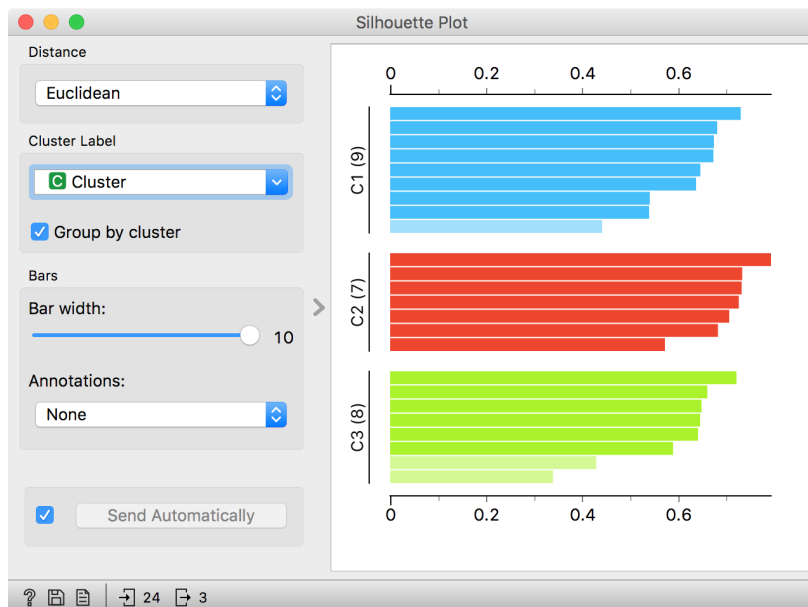 Silhouette Plot
Distance
Euclidean
Cluster Label
C Cluster
Group by cluster
Bars
Bar width:
10
Annotations:
None
Send Automatically
? 24 3
0 0.2 0.4 0.6
C1 (9)
C2 (7)
C3 (8)
0 0.2 0.4 0.6